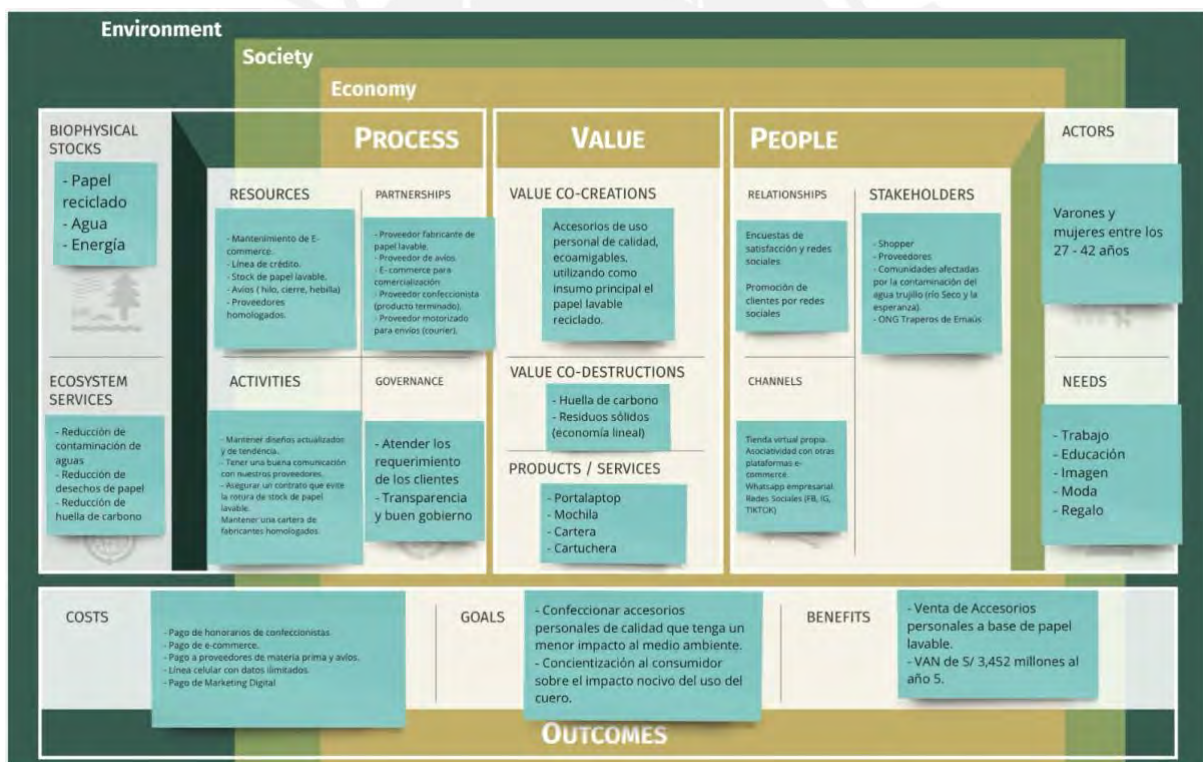 Environment
Society
Economy
BIOPHYSICAL
STOCKS
- Papel
reciclado
- Agua
- Energía
ECOSYSTEM
SERVICES
- Reducción de
contaminación de
aguas
- Reducción de
desechos de papel
- Reducción de
huella de carbono
PROCESS
RESOURCES
- Mantenimiento de E-
commerce.
- Línea de crédito.
- Stock de papel lavable.
- Avíos ( hilo, cierre, hebilla)
- Proveedores
homologados.
PARTNERSHIPS
- Proveedor fabricante de
papel lavable.
- Proveedor de avíos.
- E- commerce para
comercialización
- Proveedor confeccionista
(producto terminado).
- Proveedor motorizado
para envíos (courier).
ACTIVITIES
- Mantener diseños actualizados
y de tendencia.
- Tener una buena comunicación
con nuestros proveedores.
- Asegurar un contrato que evite
la rotura de stock de papel
lavable.
Mantener una cartera de
fabricantes homologados.
GOVERNANCE
- Atender los
requerimiento
de los clientes
- Transparencia
y buen gobierno
VALUE
VALUE CO-CREATIONS
Accesorios de uso
personal de calidad,
ecoamigables,
utilizando como
insumo principal el
papel lavable
reciclado.
VALUE CO-DESTRUCTIONS
- Huella de carbono
- Residuos sólidos
(economía lineal)
PRODUCTS / SERVICES
- Portalaptop
- Mochila
- Cartera
- Cartuchera
PEOPLE
RELATIONSHIPS
Encuestas de
satisfacción y redes
sociales
Promoción de
clientes por redes
sociales
STAKEHOLDERS
- Shopper
- Proveedores
- Comunidades afectadas
por la contaminación del
agua trujillo (río Seco y la
esperanza).
- ONG Traperos de Emaús
CHANNELS
Tienda virtual propia.
Asociatividad con otras
plataformas e-
commerce.
Whatsapp empresarial.
Redes Sociales (FB, IG,
TIKTOK)
ACTORS
Varones y
mujeres entre los
27 - 42 años
NEEDS
- Trabajo
- Educación
- Imagen
- Moda
- Regalo
COSTS
- Pago de honorarios de confeccionistas
- Pago de e-commerce.
- Pago a proveedores de materia prima y avíos.
- Línea celular con datos ilimitados.
- Pago de Marketing Digital
GOALS
- Confeccionar accesorios
personales de calidad que tenga un
menor impacto al medio ambiente.
- Concientización al consumidor
sobre el impacto nocivo del uso del
cuero.
BENEFITS
- Venta de Accesorios
personales a base de papel
lavable.
- VAN de S/ 3,452 millones al
año 5.
OUTCOMES